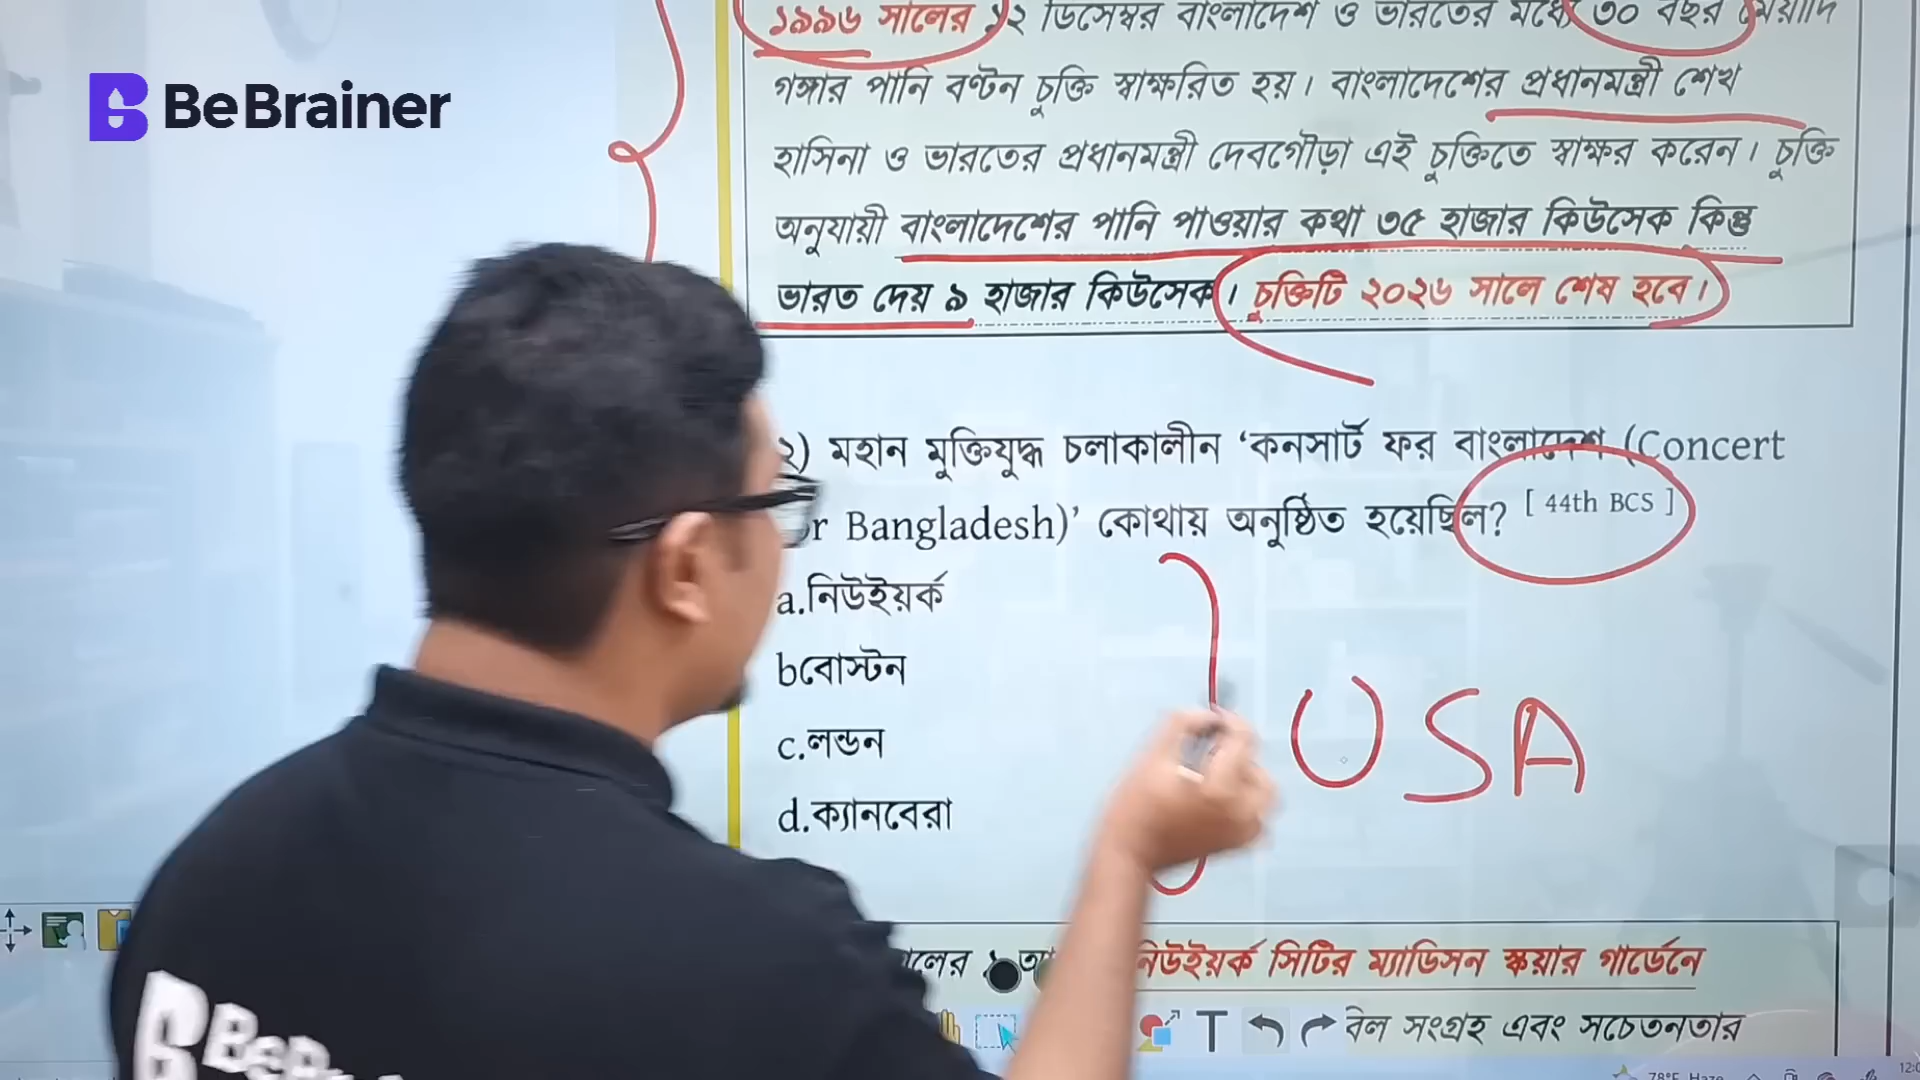 BeBrainer
১৯৯৬ সালের ১২ ডিসেম্বর বাংলাদেশ ও ভারতের মধ্যে ৩০ বছর মেয়াদি
গঙ্গার পানি বণ্টন চুক্তি স্বাক্ষরিত হয়। বাংলাদেশের প্রধানমন্ত্রী শেখ
হাসিনা ও ভারতের প্রধানমন্ত্রী দেবগৌড়া এই চুক্তিতে স্বাক্ষর করেন। চুক্তি
অনুযায়ী বাংলাদেশের পানি পাওয়ার কথা ৩৫ হাজার কিউসেক কিন্তু
ভারত দেয় ৯ হাজার কিউসেক। চুক্তিটি ২০২৬ সালে শেষ হবে।
২) মহান মুক্তিযুদ্ধ চলাকালীন ‘কনসার্ট ফর বাংলাদেশ (Concert
r Bangladesh)’ কোথায় অনুষ্ঠিত হয়েছিল? [ 44th BCS ]
a.নিউইয়র্ক
bবোস্টন
c.লন্ডন
d.ক্যানবেরা
USA
নিউইয়র্ক সিটির ম্যাডিসন স্কয়ার গার্ডেনে
সংগ্রহ এবং সচেতনতার
78°F Haze